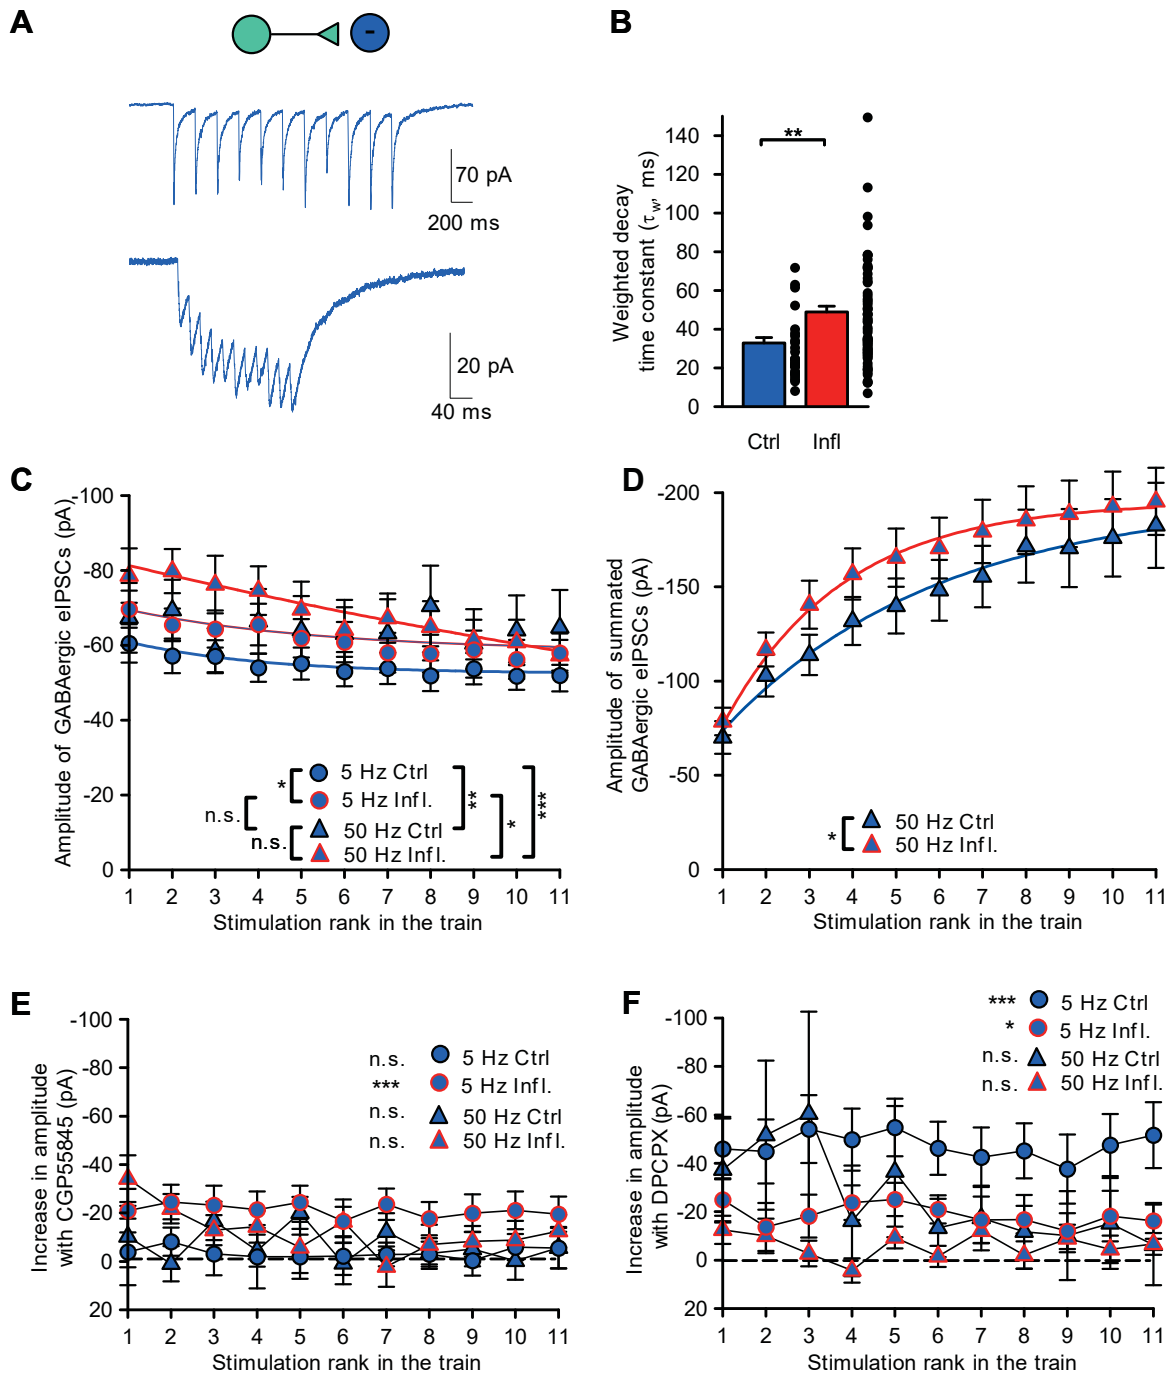 A
-
70 pA
200 ms
20 pA
40 ms
B
Weighted decay
time constant (τw, ms)
140
120
100
80
60
40
20
0
**
Ctrl
Infl
C
Amplitude of GABAergic eIPSCs (pA)
-100
-80
-60
-40
-20
0
* 5 Hz Ctrl ** ***
n.s. 5 Hz Infl. *
n.s. 50 Hz Ctrl
50 Hz Infl.
1 2 3 4 5 6 7 8 9 10 11
Stimulation rank in the train
D
Amplitude of summated
GABAergic eIPSCs (pA)
-200
-150
-100
-50
0
* 50 Hz Ctrl
50 Hz Infl.
1 2 3 4 5 6 7 8 9 10 11
Stimulation rank in the train
E
Increase in amplitude
with CGP55845 (pA)
-100
-80
-60
-40
-20
0
20
n.s. 5 Hz Ctrl
*** 5 Hz Infl.
n.s. 50 Hz Ctrl
n.s. 50 Hz Infl.
1 2 3 4 5 6 7 8 9 10 11
Stimulation rank in the train
F
Increase in amplitude
with DPCPX (pA)
-100
-80
-60
-40
-20
0
20
*** 5 Hz Ctrl
* 5 Hz Infl.
n.s. 50 Hz Ctrl
n.s. 50 Hz Infl.
1 2 3 4 5 6 7 8 9 10 11
Stimulation rank in the train